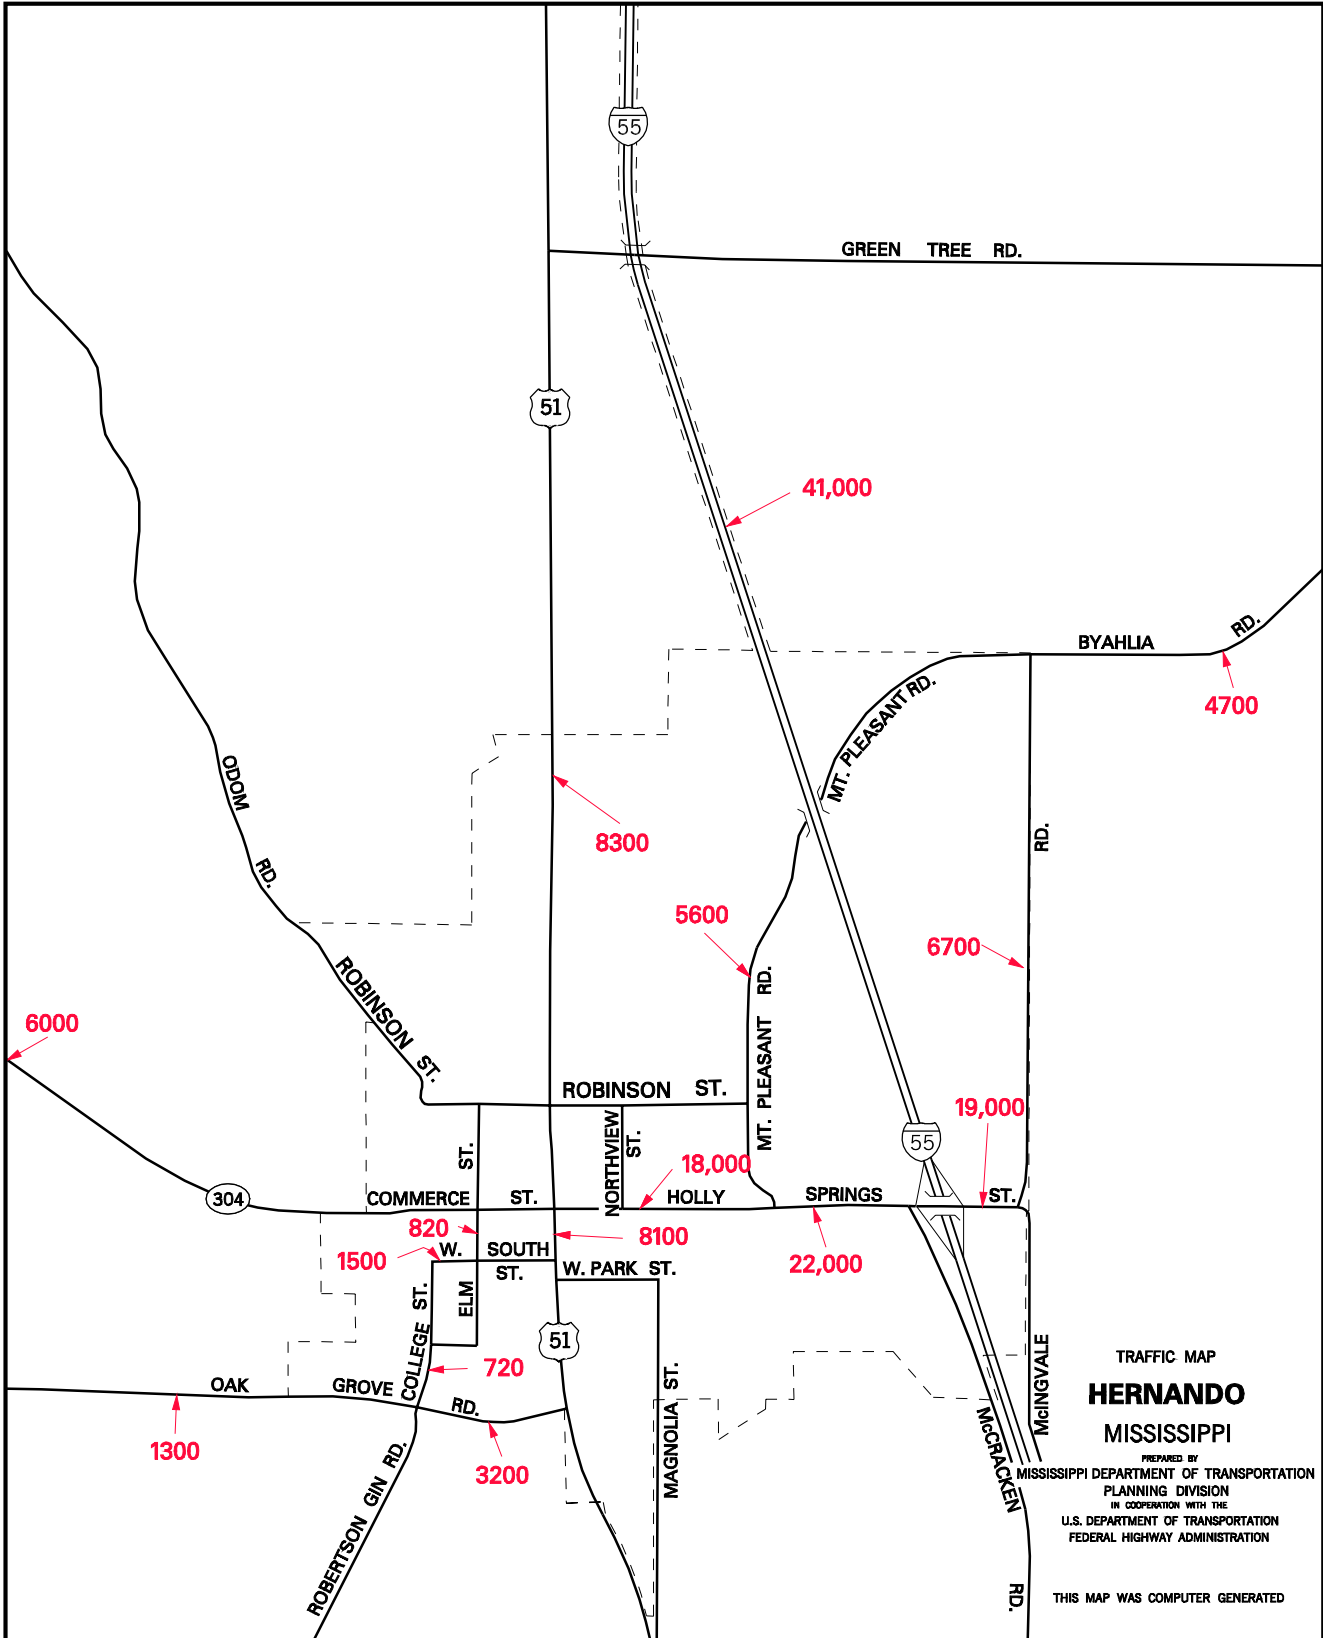 55
GREEN TREE RD.
51
41,000
BYAHLIA RD.
4700
MT. PLEASANT RD.
ODOM RD.
8300
RD.
5600
6700
ROBINSON ST.
6000
ROBINSON ST.
MT. PLEASANT RD.
19,000
55
NORTHVIEW ST.
ST.
18,000
304
COMMERCE ST.
HOLLY SPRINGS ST.
820
8100
1500
W. SOUTH ST.
22,000
W. PARK ST.
ELM
COLLEGE ST.
51
720
McINGVALE
OAK GROVE RD.
MAGNOLIA ST.
1300
3200
McCRACKEN RD.
ROBERTSON GIN RD.
TRAFFIC MAP
HERNANDO
MISSISSIPPI
PREPARED BY
MISSISSIPPI DEPARTMENT OF TRANSPORTATION
PLANNING DIVISION
IN COOPERATION WITH THE
U.S. DEPARTMENT OF TRANSPORTATION
FEDERAL HIGHWAY ADMINISTRATION
THIS MAP WAS COMPUTER GENERATED